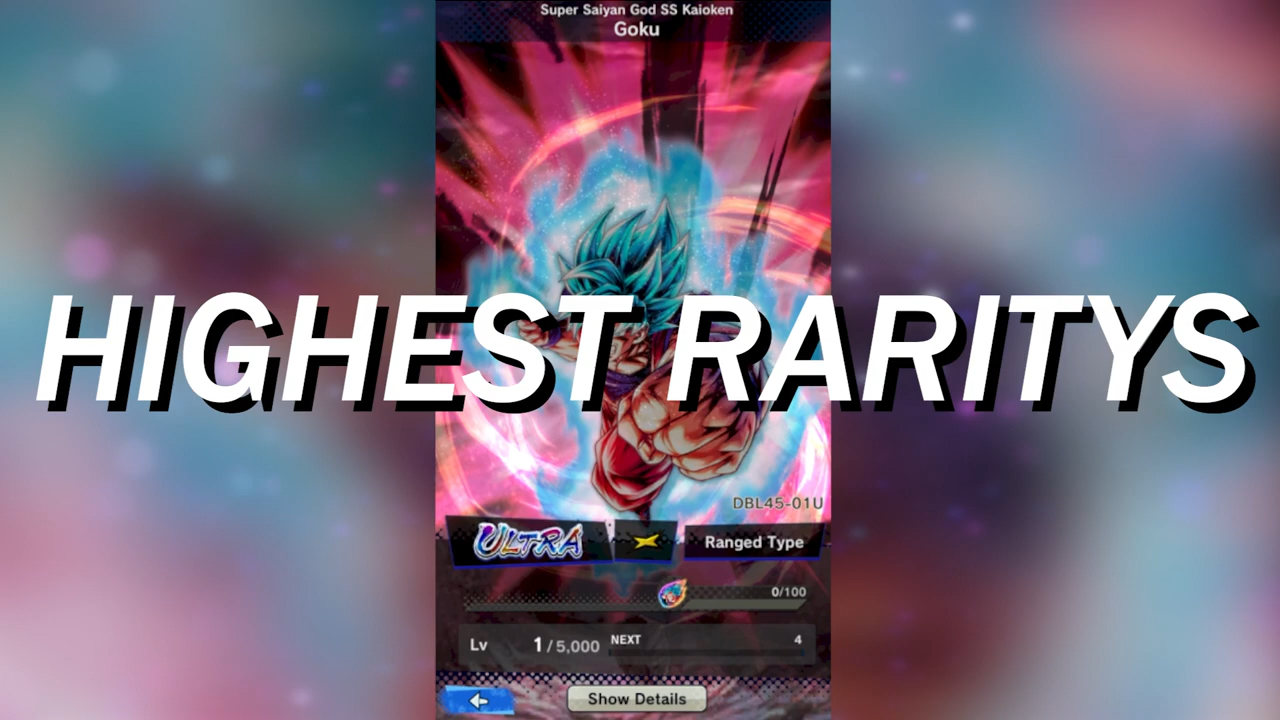 Super Saiyan God SS Kaioken
Goku
HIGHEST RARITYS
DBL45-01U
ULTRA
Ranged Type
0/100
Lv 1/5,000 NEXT 4
Show Details